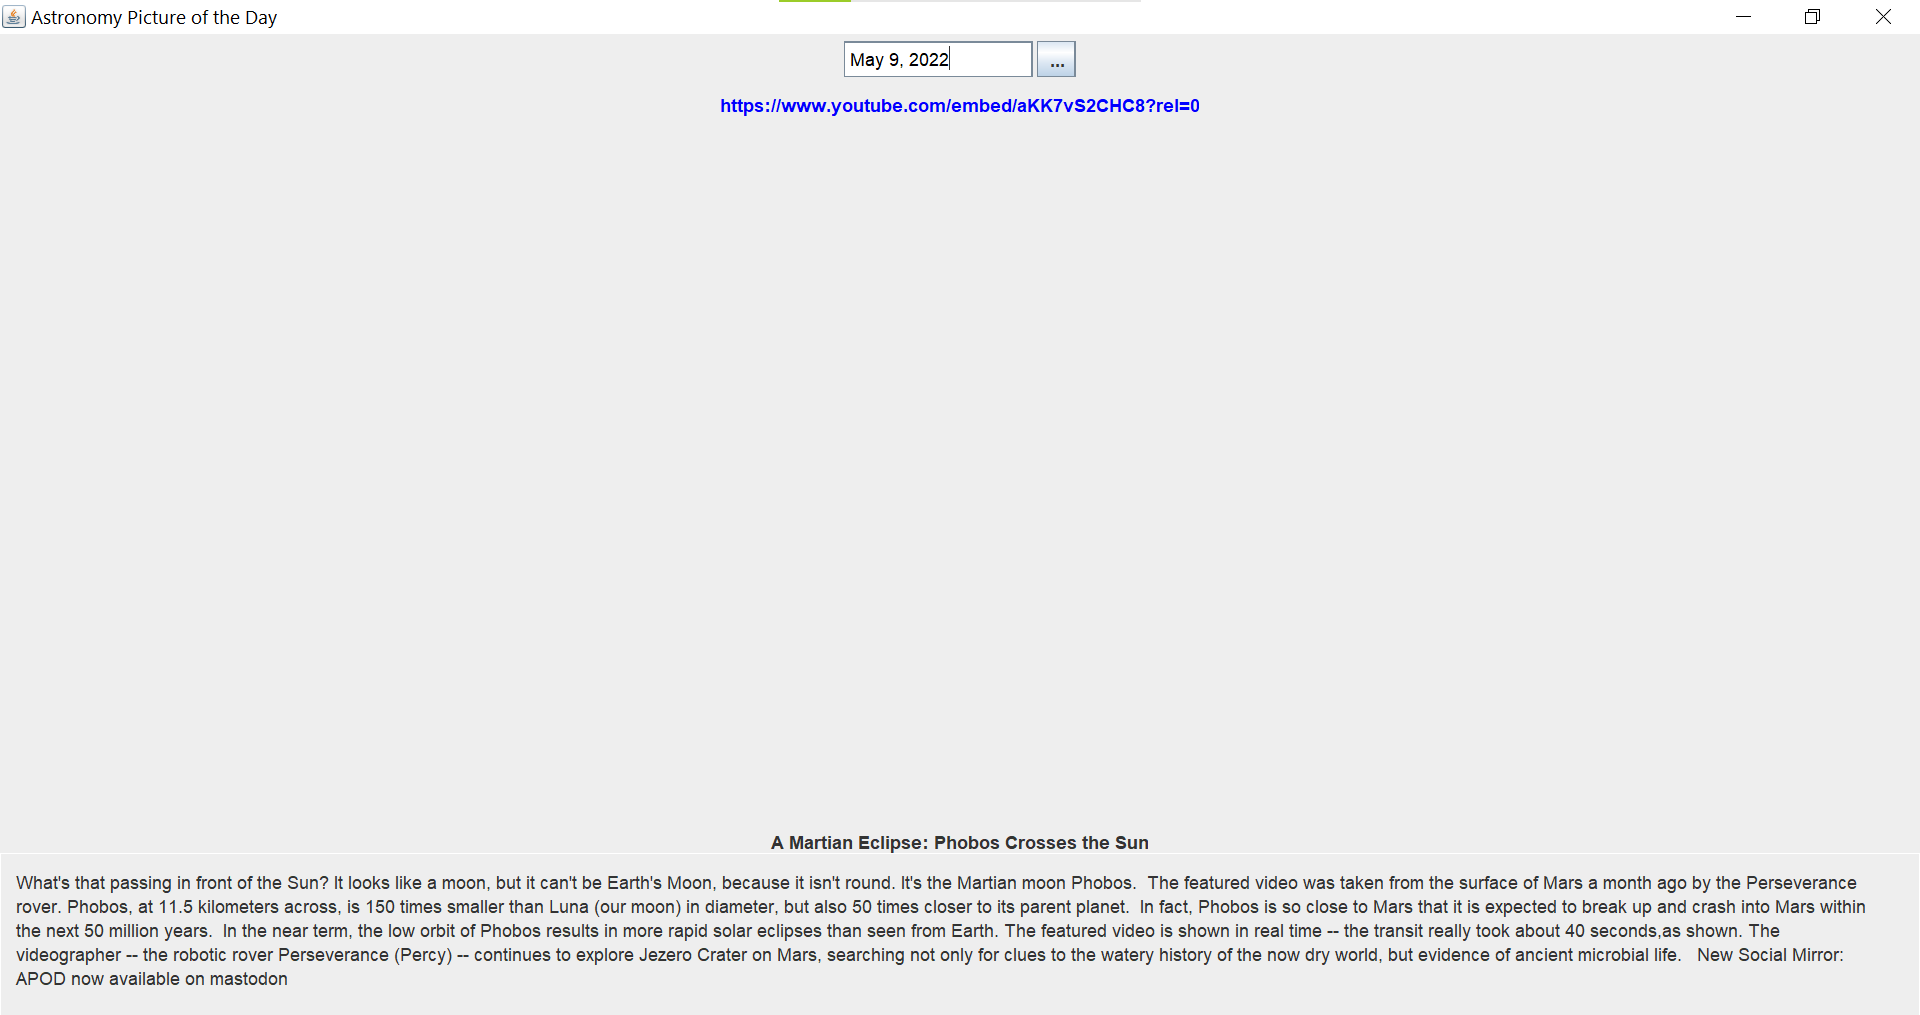 Astronomy Picture of the Day
May 9, 2022
...
https://www.youtube.com/embed/aKK7vS2CHC8?rel=0
A Martian Eclipse: Phobos Crosses the Sun
What's that passing in front of the Sun? It looks like a moon, but it can't be Earth's Moon, because it isn't round. It's the Martian moon Phobos.  The featured video was taken from the surface of Mars a month ago by the Perseverance
rover. Phobos, at 11.5 kilometers across, is 150 times smaller than Luna (our moon) in diameter, but also 50 times closer to its parent planet.  In fact, Phobos is so close to Mars that it is expected to break up and crash into Mars within
the next 50 million years.  In the near term, the low orbit of Phobos results in more rapid solar eclipses than seen from Earth. The featured video is shown in real time -- the transit really took about 40 seconds,as shown. The
videographer -- the robotic rover Perseverance (Percy) -- continues to explore Jezero Crater on Mars, searching not only for clues to the watery history of the now dry world, but evidence of ancient microbial life.   New Social Mirror:
APOD now available on mastodon